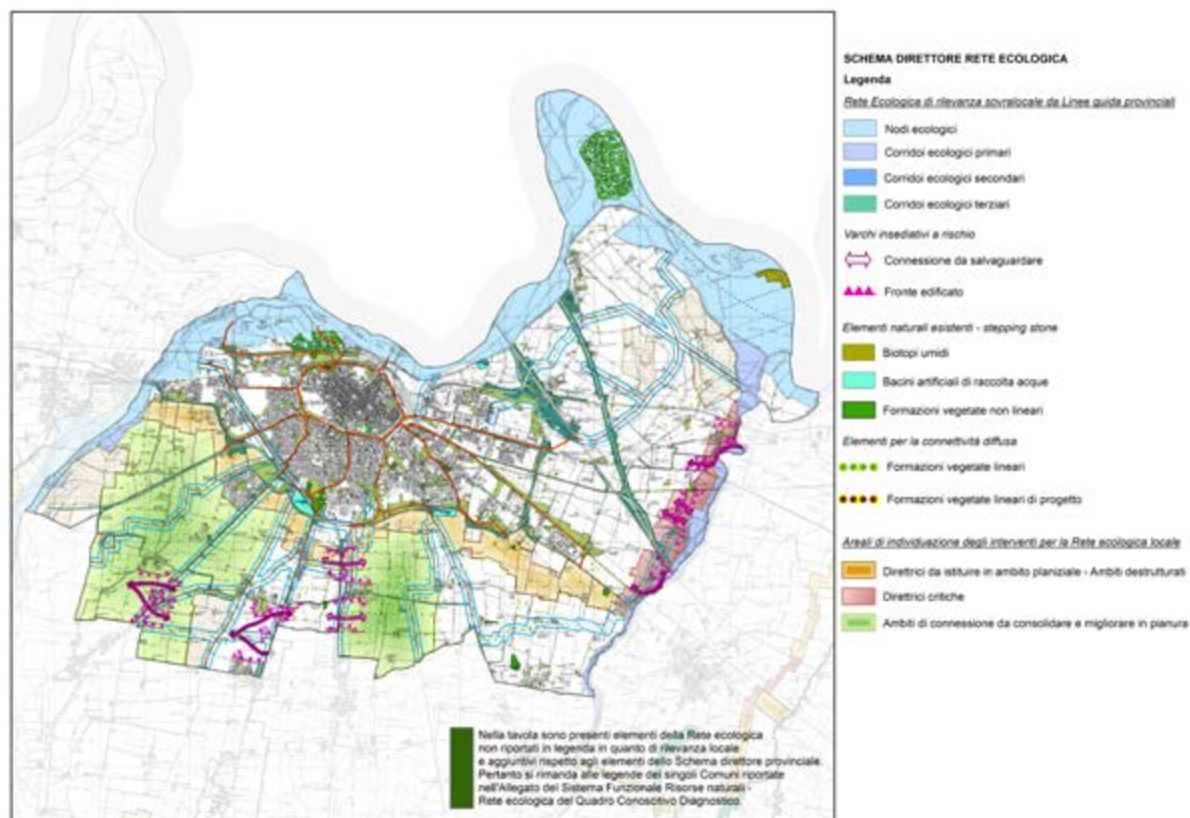 SCHEMA DIRETTORE RETE ECOLOGICA
Legenda
Rete Ecologica di rilevanza sovralocale da Linee guida provinciali
Nodi ecologici
Corridoi ecologici primari
Corridoi ecologici secondari
Corridoi ecologici terziari
Varchi insediativi a rischio
Connessione da salvaguardare
Fronte edificato
Elementi naturali esistenti - stepping stone
Biotopi umidi
Bacini artificiali di raccolta acque
Formazioni vegetate non lineari
Elementi per la connettività diffusa
Formazioni vegetate lineari
Formazioni vegetate lineari di progetto
Areali di individuazione degli interventi per la Rete ecologica locale
Direttrici da istituire in ambito planiziale - Ambiti destrutturati
Direttrici critiche
Ambiti di connessione da consolidare e migliorare in pianura
Nella tavola sono presenti elementi della Rete ecologica
non riportati in legenda in quanto di rilevanza locale
e aggiuntivi rispetto agli elementi dello Schema direttore provinciale.
Pertanto si rimanda alle legende dei singoli Comuni riportate
nell'Allegato del Sistema Funzionale Risorse naturali -
Rete ecologica del Quadro Conoscitivo Diagnostico.